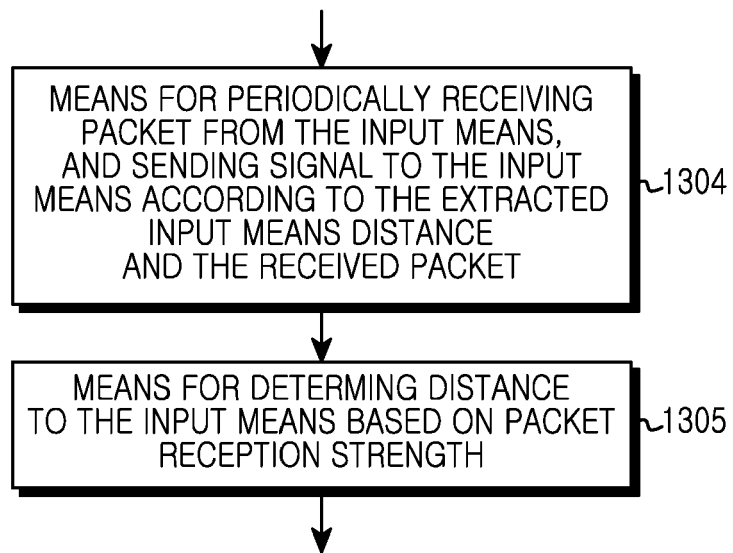 MEANS FOR PERIODICALLY RECEIVING
PACKET FROM THE INPUT MEANS,
AND SENDING SIGNAL TO THE INPUT
MEANS ACCORDING TO THE EXTRACTED
INPUT MEANS DISTANCE
AND THE RECEIVED PACKET
1304
MEANS FOR DETERMING DISTANCE
TO THE INPUT MEANS BASED ON PACKET
RECEPTION STRENGTH
1305